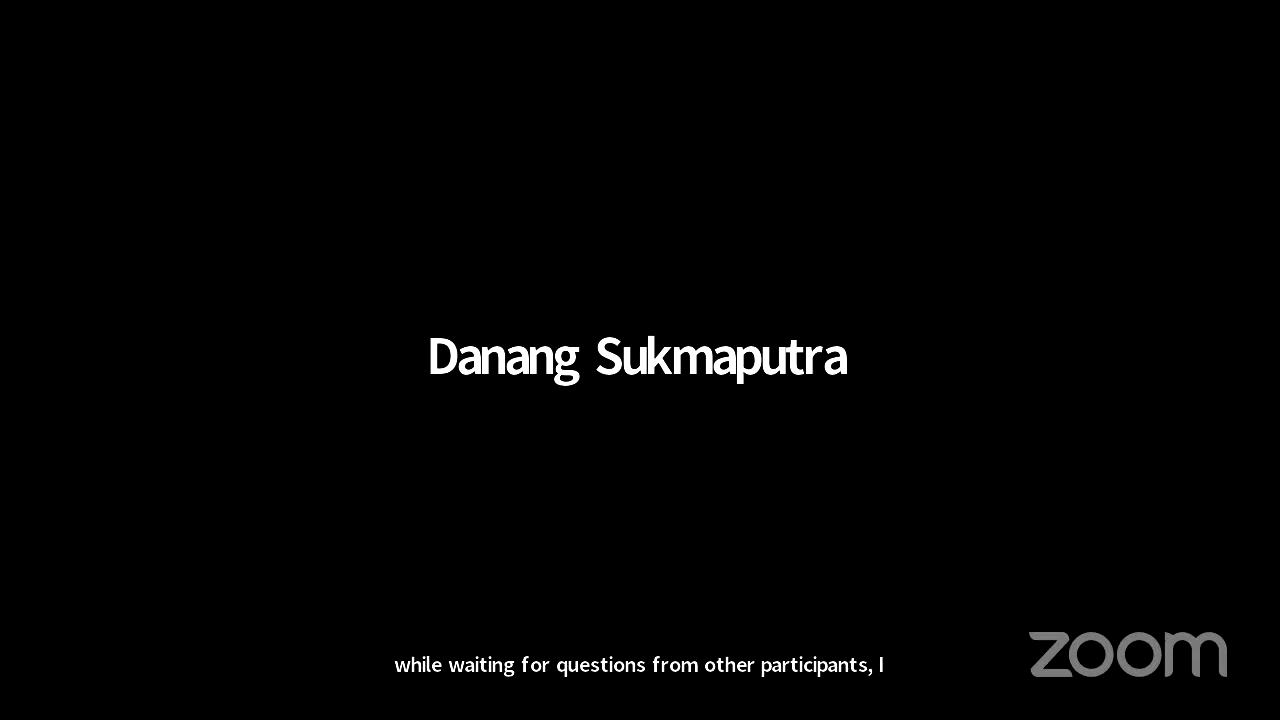 Danang Sukmaputra
while waiting for questions from other participants, I
zoom